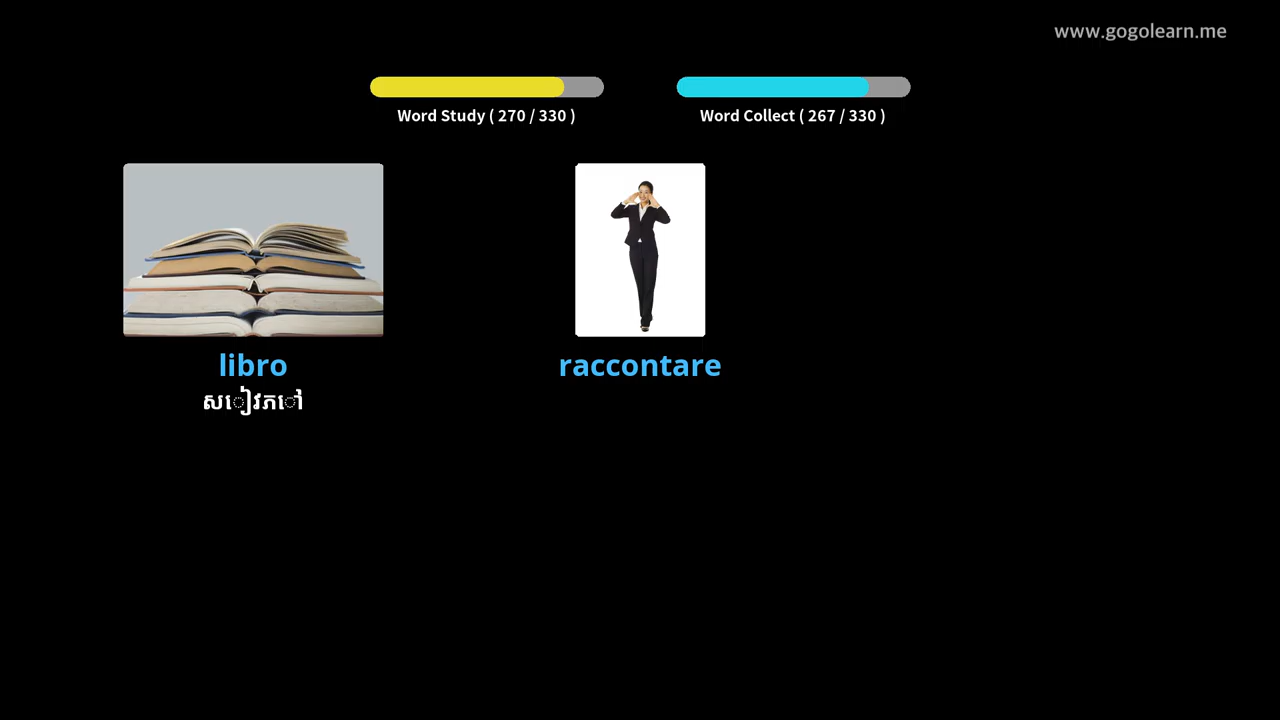 www.gogolearn.me
Word Study ( 270 / 330 )
Word Collect ( 267 / 330 )
libro
raccontare
សៀវភៅ